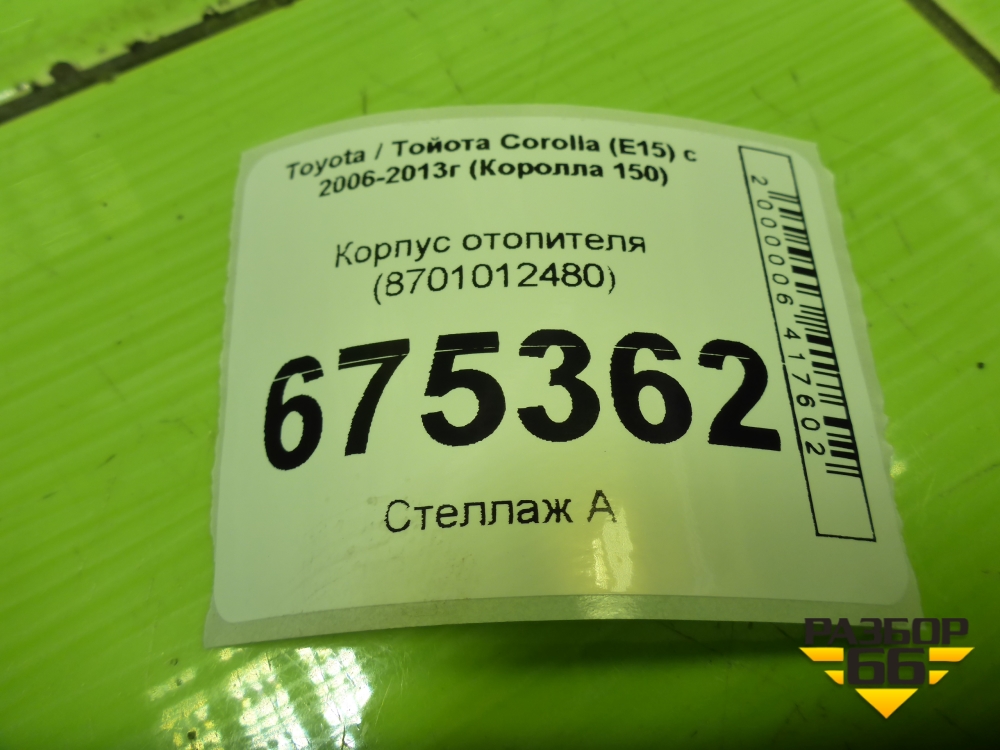 Toyota / Тойота Corolla (E15) с
2006-2013г (Королла 150)
Корпус отопителя
(8701012480)
675362
Стеллаж А
2000006417602
РАЗБОР
66